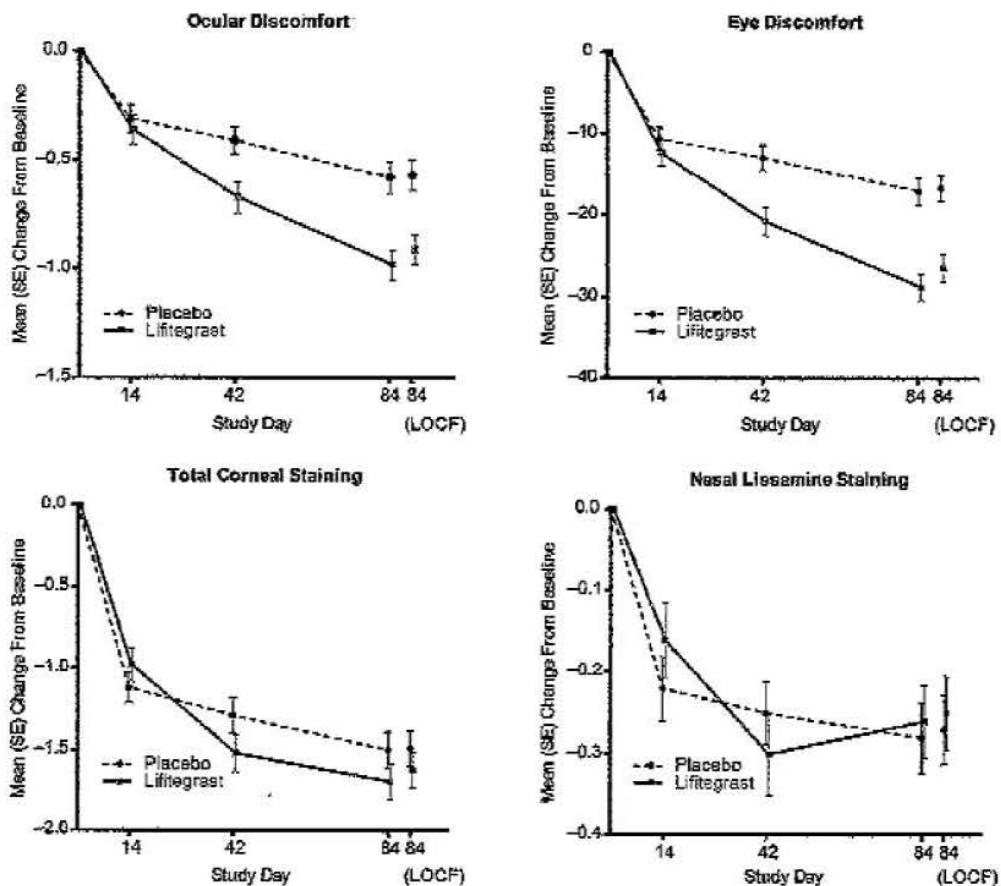 Ocular Discomfort
Mean (SE) Change From Baseline
0.0
−0.5
−1.0
−1.5
Placebo
Lifitegrast
14 42 84 84
Study Day (LOCF)
Eye Discomfort
Mean (SE) Change From Baseline
0
−10
−20
−30
−40
Placebo
Lifitegrast
14 42 84 84
Study Day (LOCF)
Total Corneal Staining
Mean (SE) Change From Baseline
0.0
−0.5
−1.0
−1.5
−2.0
Placebo
Lifitegrast
14 42 84 84
Study Day (LOCF)
Nasal Lissamine Staining
Mean (SE) Change From Baseline
0.0
−0.1
−0.2
−0.3
−0.4
Placebo
Lifitegrast
14 42 84 84
Study Day (LOCF)